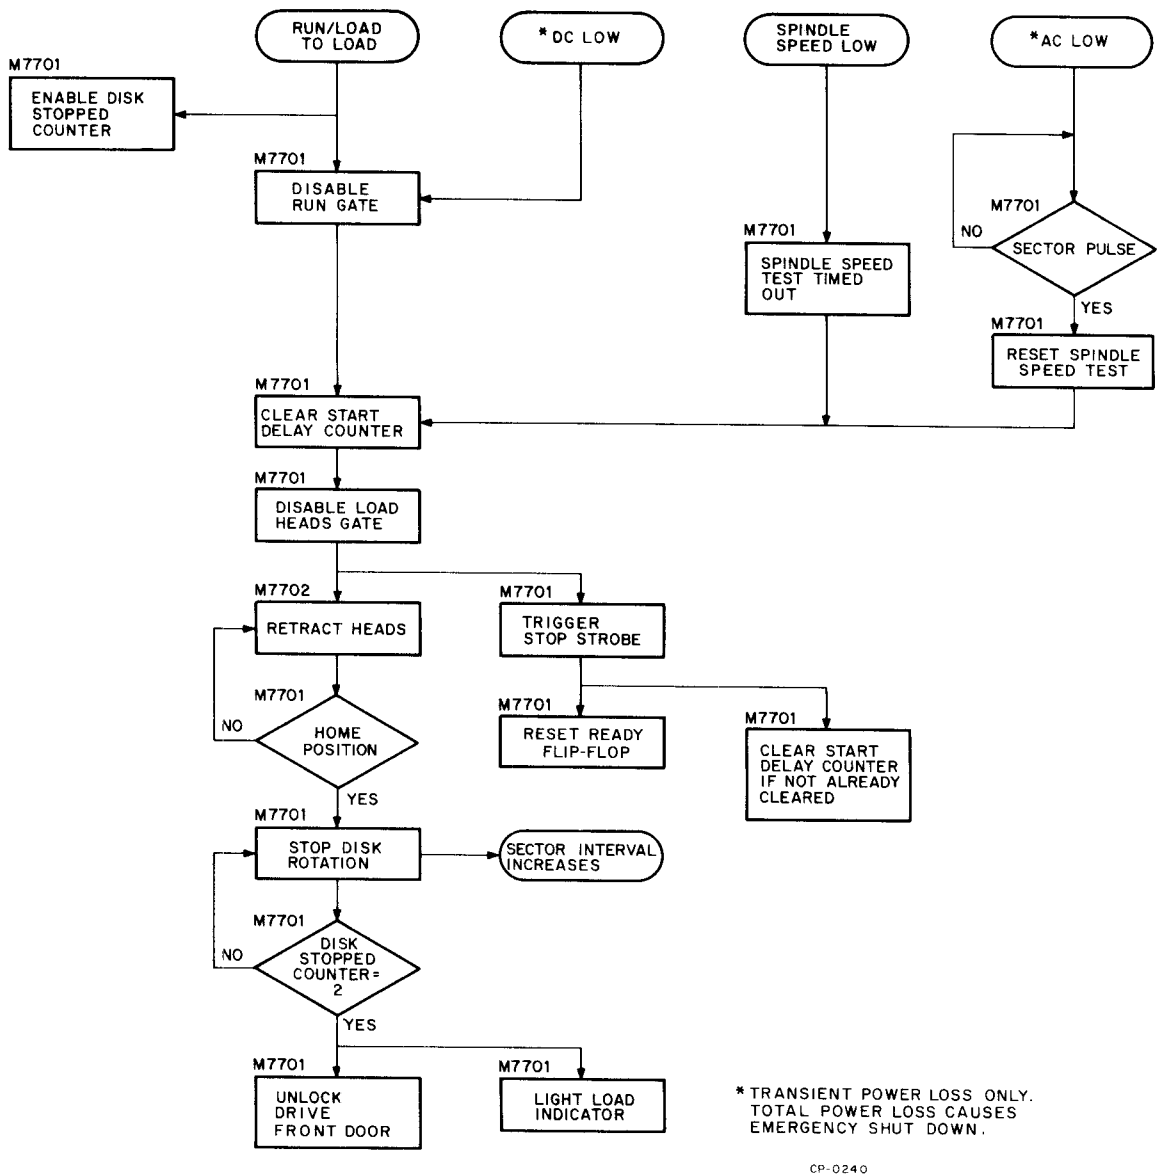 RUN/LOAD
TO LOAD
* DC LOW
SPINDLE
SPEED LOW
* AC LOW
M7701
ENABLE DISK
STOPPED
COUNTER
M7701
DISABLE
RUN GATE
M7701
SPINDLE SPEED
TEST TIMED
OUT
M7701
NO
SECTOR PULSE
YES
M7701
RESET SPINDLE
SPEED TEST
M7701
CLEAR START
DELAY COUNTER
M7701
DISABLE LOAD
HEADS GATE
M7702
RETRACT HEADS
M7701
TRIGGER
STOP STROBE
M7701
NO
HOME
POSITION
YES
M7701
RESET READY
FLIP-FLOP
M7701
CLEAR START
DELAY COUNTER
IF NOT ALREADY
CLEARED
M7701
STOP DISK
ROTATION
SECTOR INTERVAL
INCREASES
M7701
NO
DISK
STOPPED
COUNTER=
2
YES
M7701
UNLOCK
DRIVE
FRONT DOOR
M7701
LIGHT LOAD
INDICATOR
* TRANSIENT POWER LOSS ONLY.
TOTAL POWER LOSS CAUSES
EMERGENCY SHUT DOWN.
CP-0240